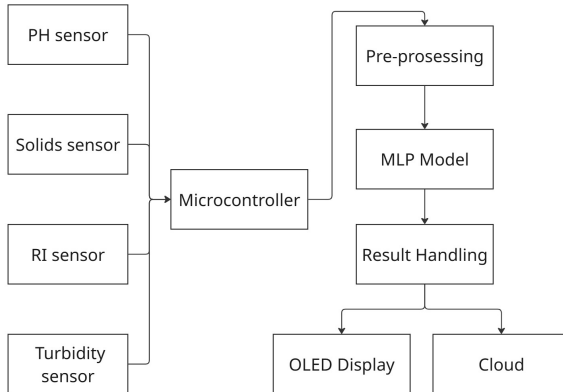 PH sensor
Pre-prosessing
Solids sensor
MLP Model
Microcontroller
RI sensor
Result Handling
Turbidity
sensor
OLED Display
Cloud